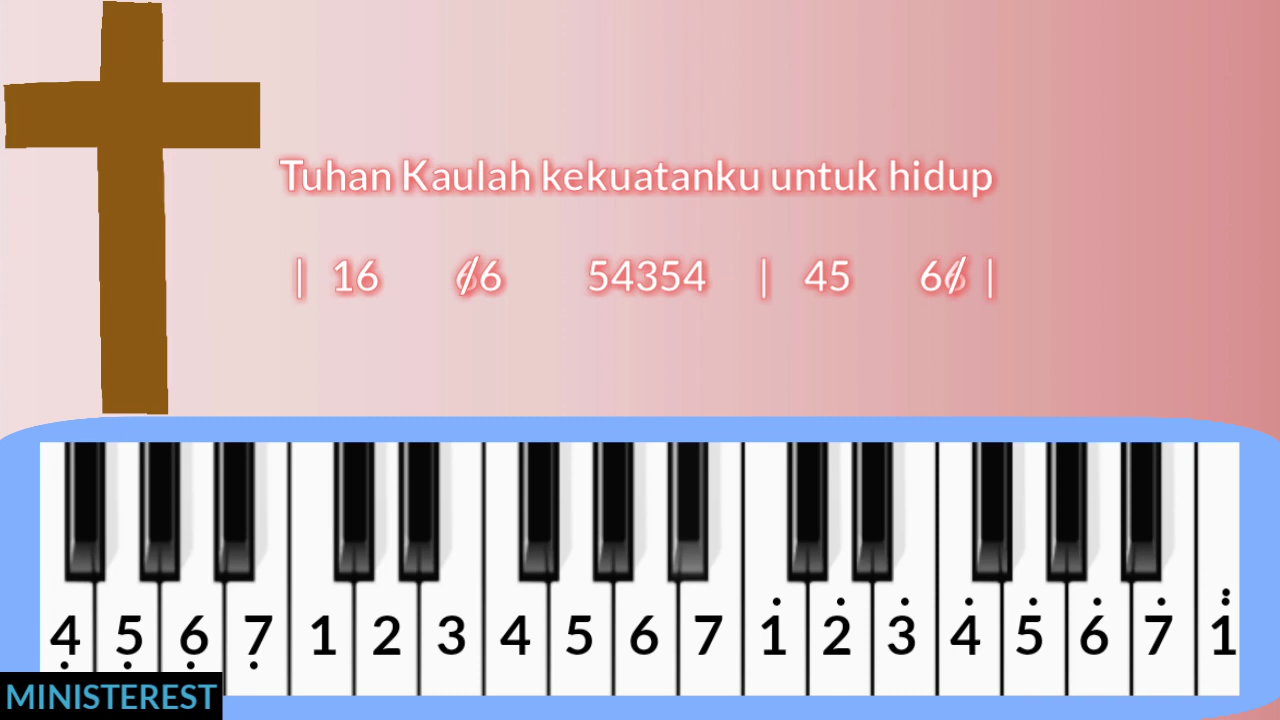 Tuhan Kaulah kekuatanku untuk hidup
| 16 6̸6 54354 | 45 66̸ |
4̣ 5̣ 6̣ 7̣ 1 2 3 4 5 6 7 1̇ 2̇ 3̇ 4̇ 5̇ 6̇ 7̇ 1̈
MINISTEREST